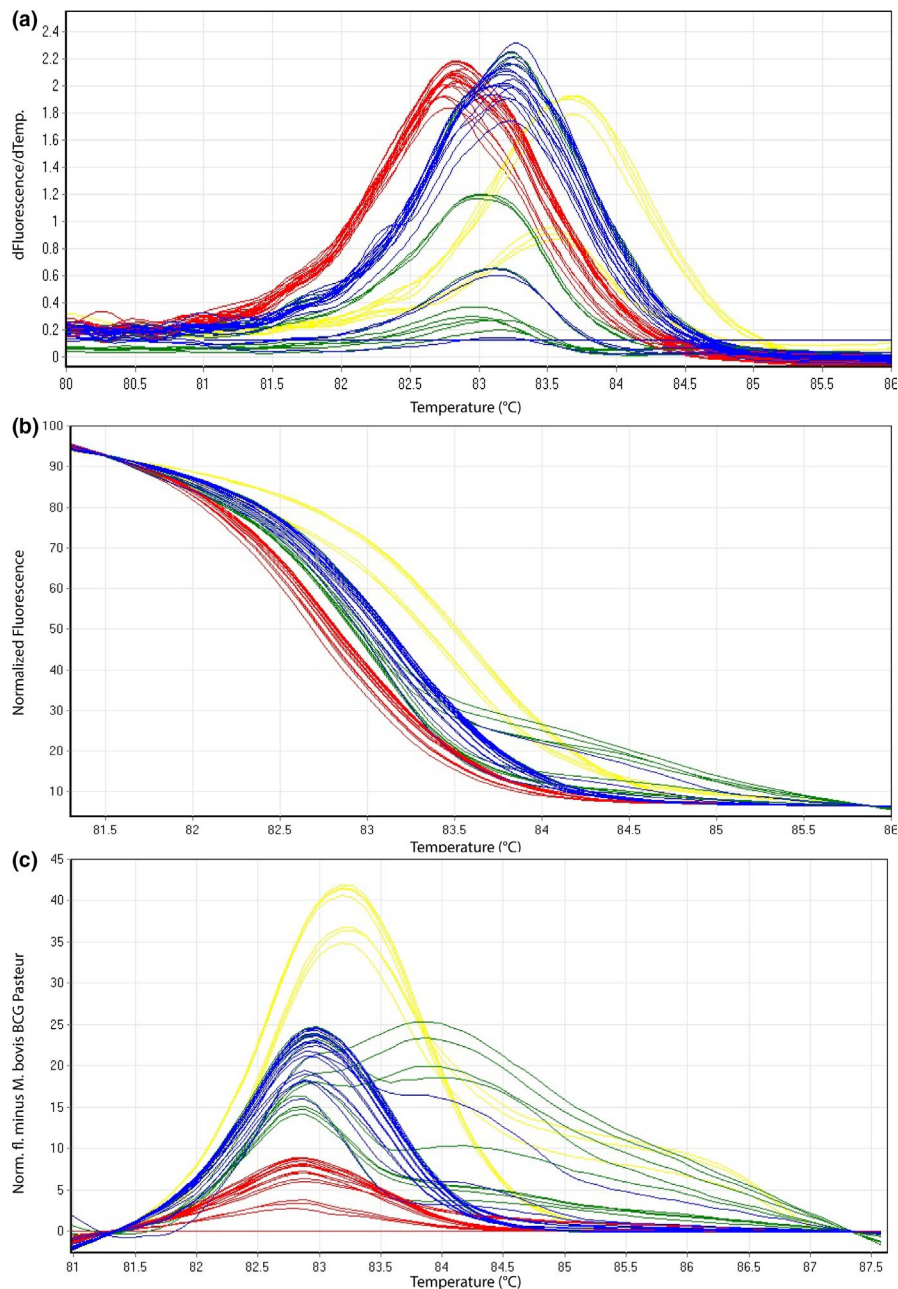 (a)
dFluorescence/dTemp.
2.4
2.2
2
1.8
1.6
1.4
1.2
1
0.8
0.6
0.4
0.2
0
80 80.5 81 81.5 82 82.5 83 83.5 84 84.5 85 85.5 86
Temperature (°C)
(b)
Normalized Fluorescence
100
90
80
70
60
50
40
30
20
10
81.5 82 82.5 83 83.5 84 84.5 85 85.5 86
Temperature (°C)
(c)
Norm. fl. minus M. bovis BCG Pasteur
45
40
35
30
25
20
15
10
5
0
81 81.5 82 82.5 83 83.5 84 84.5 85 85.5 86 86.5 87 87.5
Temperature (°C)